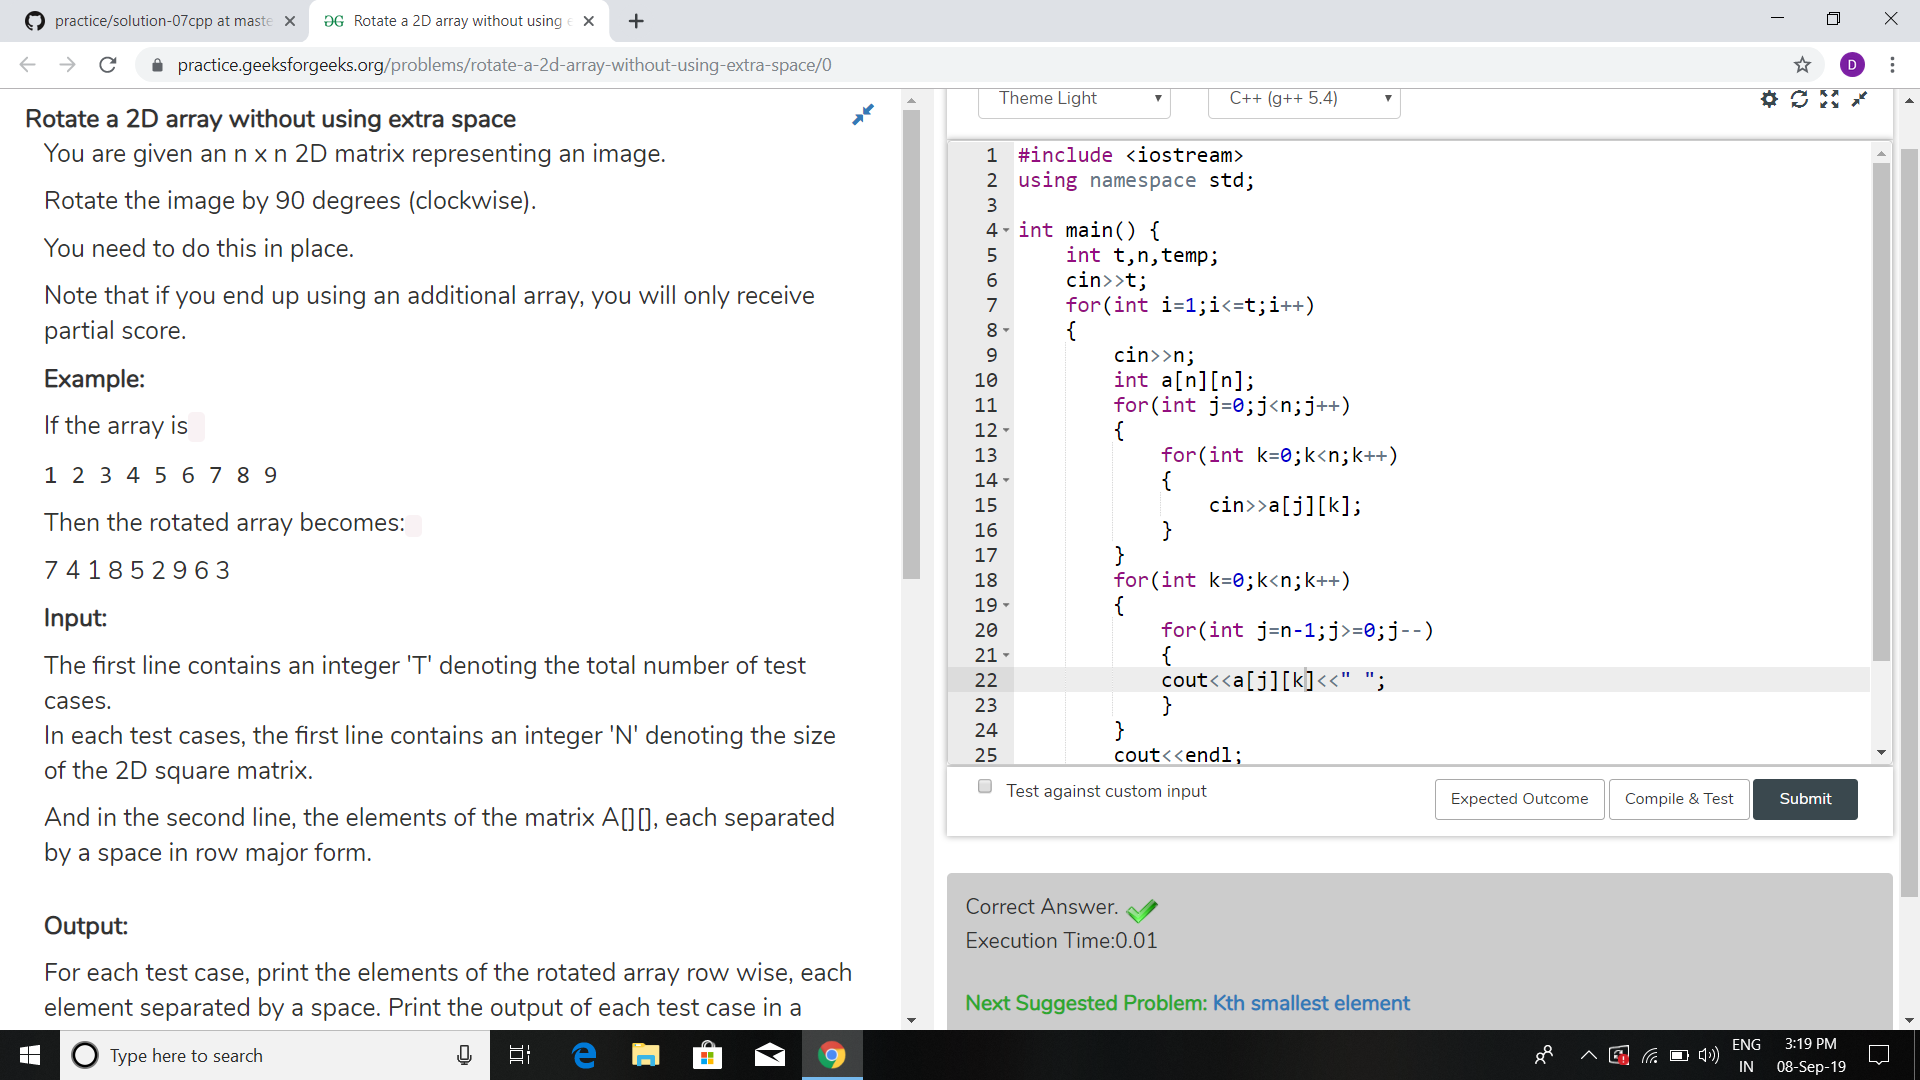 practice/solution-07cpp at maste
Rotate a 2D array without using e
practice.geeksforgeeks.org/problems/rotate-a-2d-array-without-using-extra-space/0
D
Rotate a 2D array without using extra space
You are given an n x n 2D matrix representing an image.
Rotate the image by 90 degrees (clockwise).
You need to do this in place.
Note that if you end up using an additional array, you will only receive
partial score.
Example:
If the array is
1 2 3 4 5 6 7 8 9
Then the rotated array becomes:
7 4 1 8 5 2 9 6 3
Input:
The first line contains an integer 'T' denoting the total number of test
cases.
In each test cases, the first line contains an integer 'N' denoting the size
of the 2D square matrix.
And in the second line, the elements of the matrix A[][], each separated
by a space in row major form.
Output:
For each test case, print the elements of the rotated array row wise, each
element separated by a space. Print the output of each test case in a
Theme Light
C++ (g++ 5.4)
1 #include <iostream>
2 using namespace std;
3
4 int main() {
5 int t,n,temp;
6 cin>>t;
7 for(int i=1;i<=t;i++)
8 {
9 cin>>n;
10 int a[n][n];
11 for(int j=0;j<n;j++)
12 {
13 for(int k=0;k<n;k++)
14 {
15 cin>>a[j][k];
16 }
17 }
18 for(int k=0;k<n;k++)
19 {
20 for(int j=n-1;j>=0;j--)
21 {
22 cout<<a[j][k]<<" ";
23 }
24 }
25 cout<<endl;
Test against custom input
Expected Outcome
Compile & Test
Submit
Correct Answer.
Execution Time:0.01
Next Suggested Problem: Kth smallest element
Type here to search
ENG
IN
3:19 PM
08-Sep-19